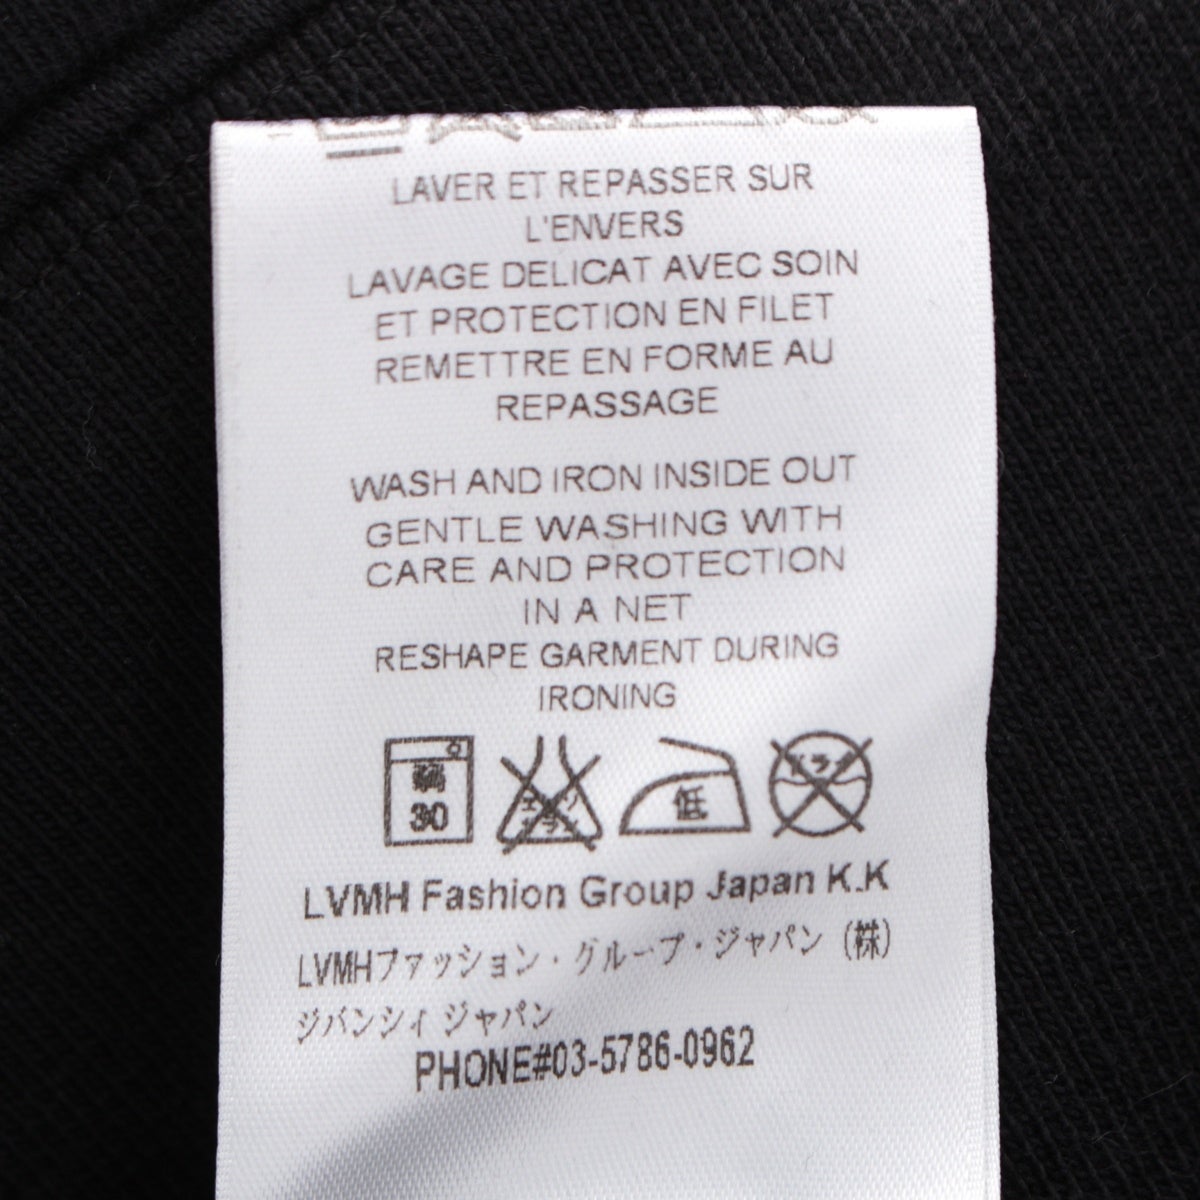 LAVER ET REPASSER SUR
L'ENVERS
LAVAGE DELICAT AVEC SOIN
ET PROTECTION EN FILET
REMETTRE EN FORME AU
REPASSAGE
WASH AND IRON INSIDE OUT
GENTLE WASHING WITH
CARE AND PROTECTION
IN A NET
RESHAPE GARMENT DURING
IRONING
30
低
LVMH Fashion Group Japan K.K
LVMHファッション・グループ・ジャパン (株)
ジバンシィ ジャパン
PHONE#03-5786-0962